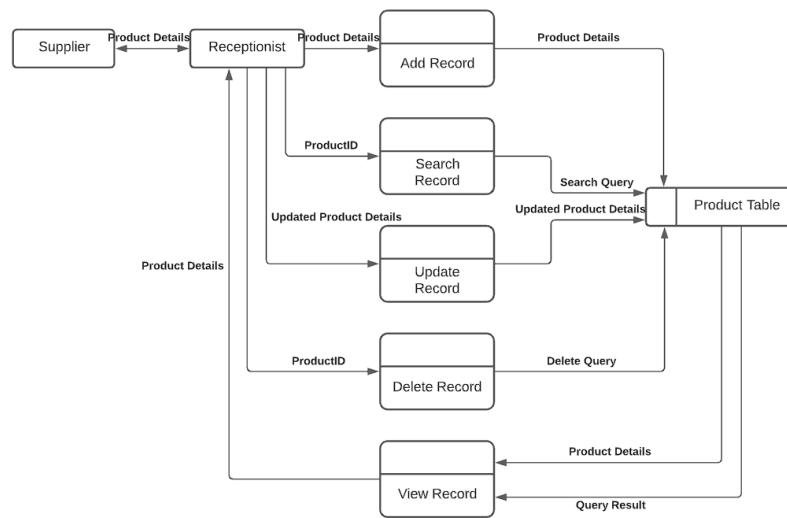 Supplier
Product Details
Receptionist
Product Details
Add Record
Product Details
ProductID
Search
Record
Search Query
Updated Product Details
Update
Record
Updated Product Details
Product Table
Product Details
ProductID
Delete Record
Delete Query
View Record
Product Details
Query Result